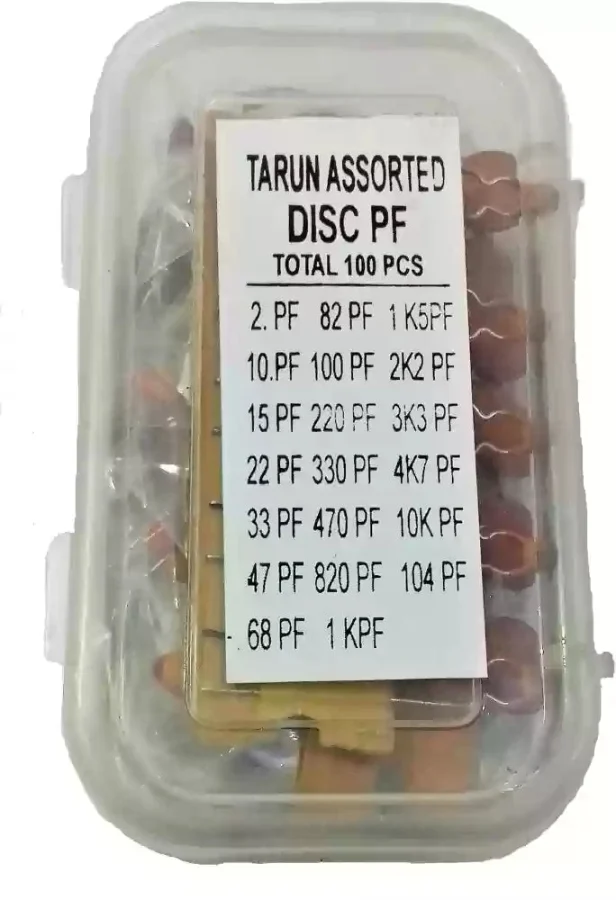 TARUN ASSORTED
DISC PF
TOTAL 100 PCS
2. PF 82 PF 1 K5PF
10.PF 100 PF 2K2 PF
15 PF 220 PF 3K3 PF
22 PF 330 PF 4K7 PF
33 PF 470 PF 10K PF
47 PF 820 PF 104 PF
68 PF 1 KPF